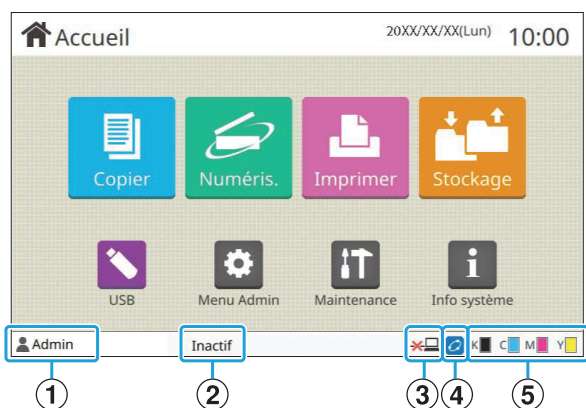 Accueil
20XX/XX/XX(Lun) 10:00
Copier Numéris. Imprimer Stockage
USB Menu Admin Maintenance Info système
Admin Inactif K C M Y
1 2 3 4 5